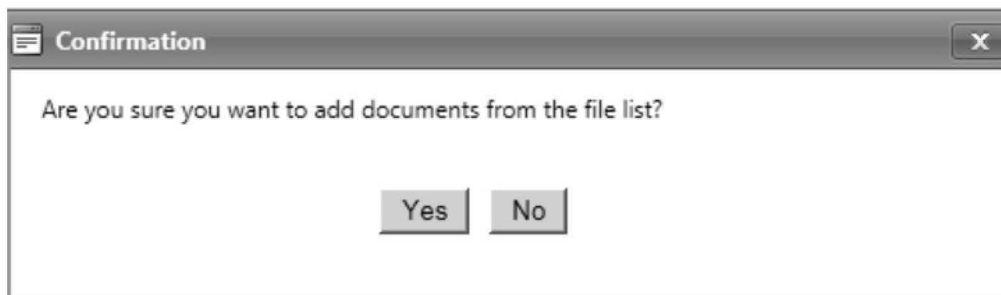 Confirmation
x
Are you sure you want to add documents from the file list?
Yes No